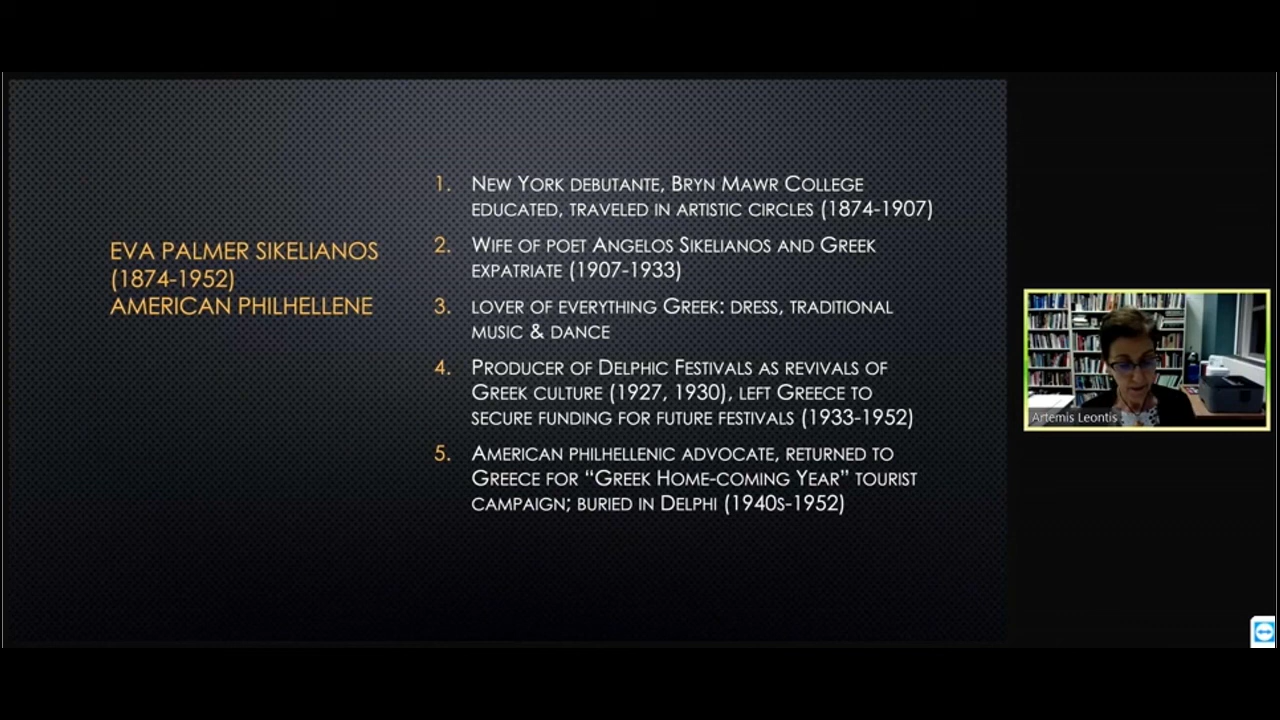 EVA PALMER SIKELIANOS
(1874-1952)
AMERICAN PHILHELLENE
1. NEW YORK DEBUTANTE, BRYN MAWR COLLEGE
EDUCATED, TRAVELED IN ARTISTIC CIRCLES (1874-1907)
2. WIFE OF POET ANGELOS SIKELIANOS AND GREEK
EXPATRIATE (1907-1933)
3. LOVER OF EVERYTHING GREEK: DRESS, TRADITIONAL
MUSIC & DANCE
4. PRODUCER OF DELPHIC FESTIVALS AS REVIVALS OF
GREEK CULTURE (1927, 1930), LEFT GREECE TO
SECURE FUNDING FOR FUTURE FESTIVALS (1933-1952)
5. AMERICAN PHILHELLENIC ADVOCATE, RETURNED TO
GREECE FOR “GREEK HOME-COMING YEAR” TOURIST
CAMPAIGN; BURIED IN DELPHI (1940S-1952)
Artemis Leontis